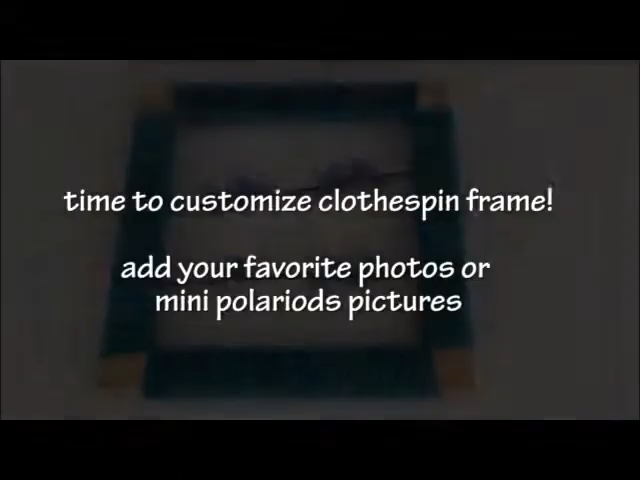 time to customize clothespin frame!
add your favorite photos or
mini polariods pictures